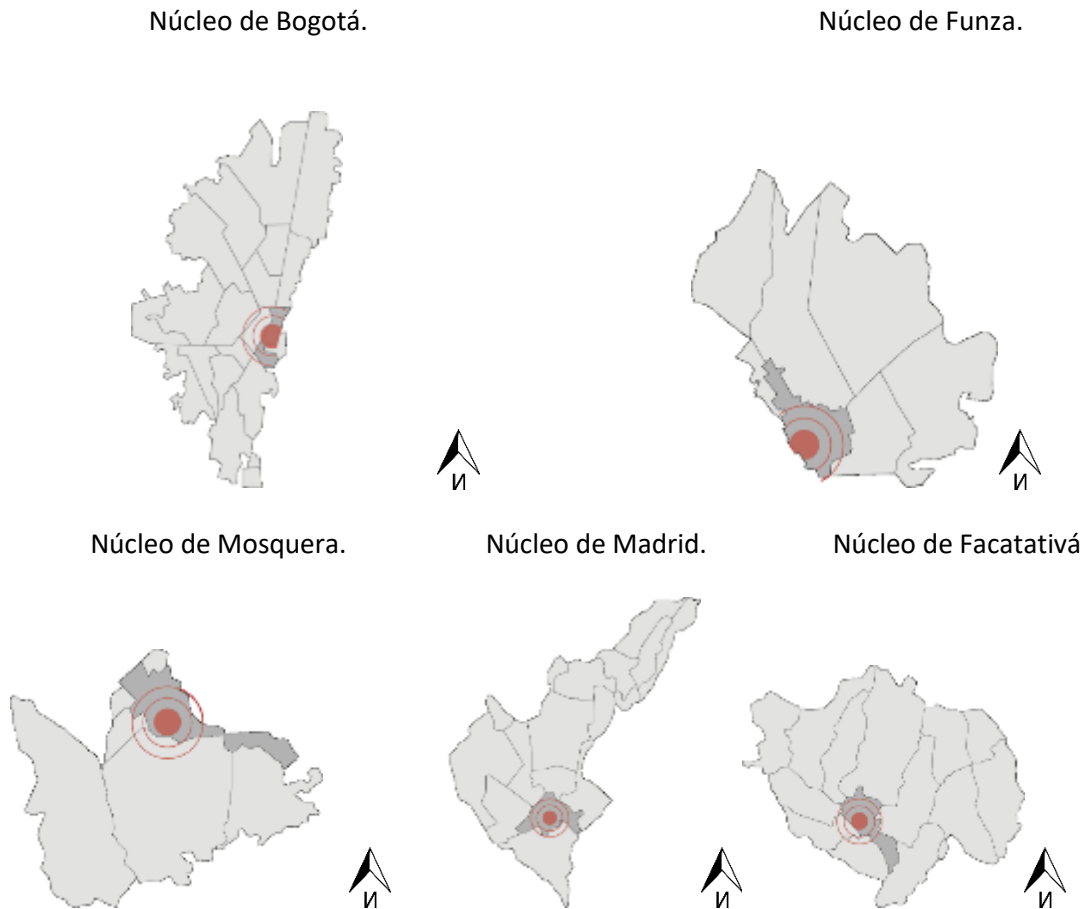 Núcleo de Bogotá.
Núcleo de Funza.
И
И
Núcleo de Mosquera.
Núcleo de Madrid.
Núcleo de Facatativá
И
И
И